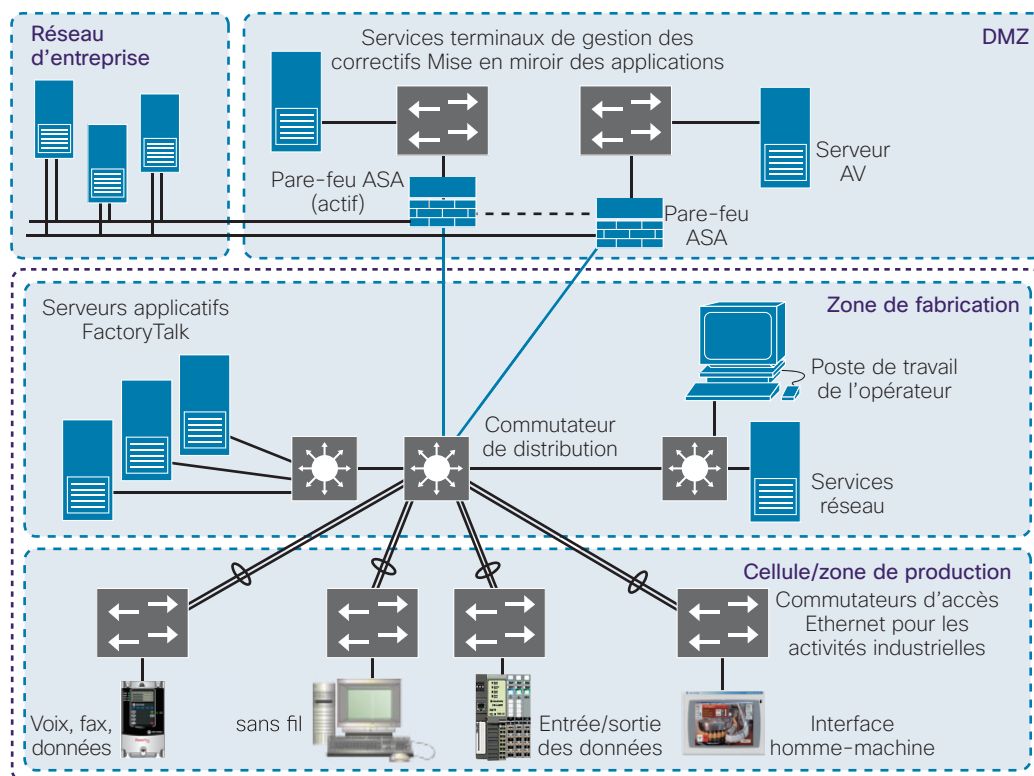 Réseau
d'entreprise
Services terminaux de gestion des
correctifs Mise en miroir des applications
DMZ
Serveur
AV
Pare-feu ASA
(actif)
Pare-feu
ASA
Serveurs applicatifs
FactoryTalk
Zone de fabrication
Poste de travail
de l'opérateur
Commutateur
de distribution
Services
réseau
Cellule/zone de production
Commutateurs d'accès
Ethernet pour les
activités industrielles
Voix, fax,
données
sans fil
Entrée/sortie
des données
Interface
homme-machine